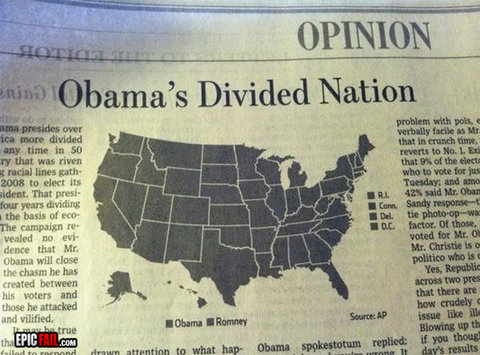 OPINION
Obama's Divided Nation
ama presides over
ica more divided
any time in 50
ry that was riven
g racial lines gath-
2008 to elect its
sident. That presi-
four years dividing
n the basis of eco-
The campaign re-
vealed no evi-
dence that Mr.
Obama will close
the chasm he has
created between
his voters and
those he attacked
and vilified.
It may be true
failed to respond
R.I.
Conn.
Del.
D.C.
Obama Romney
Source: AP
drawn attention to what hap-
Obama spokestotum replied:
problem with pols, e
verbally facile as Mr.
that in crunch time,
reverts to No. 1. Exi
that 9% of the electo
who to vote for jus
Tuesday; and amo
42% said Mr. Obam
Sandy response—t
tie photo-op—wa
factor. Of those,
voted for Mr. Ob
Mr. Christie is o
politico who is c
Yes, Republic
across two pres
that there are
how crudely c
issue like ille
Blowing up th
if you though
day's results
EPIC FAIL.COM